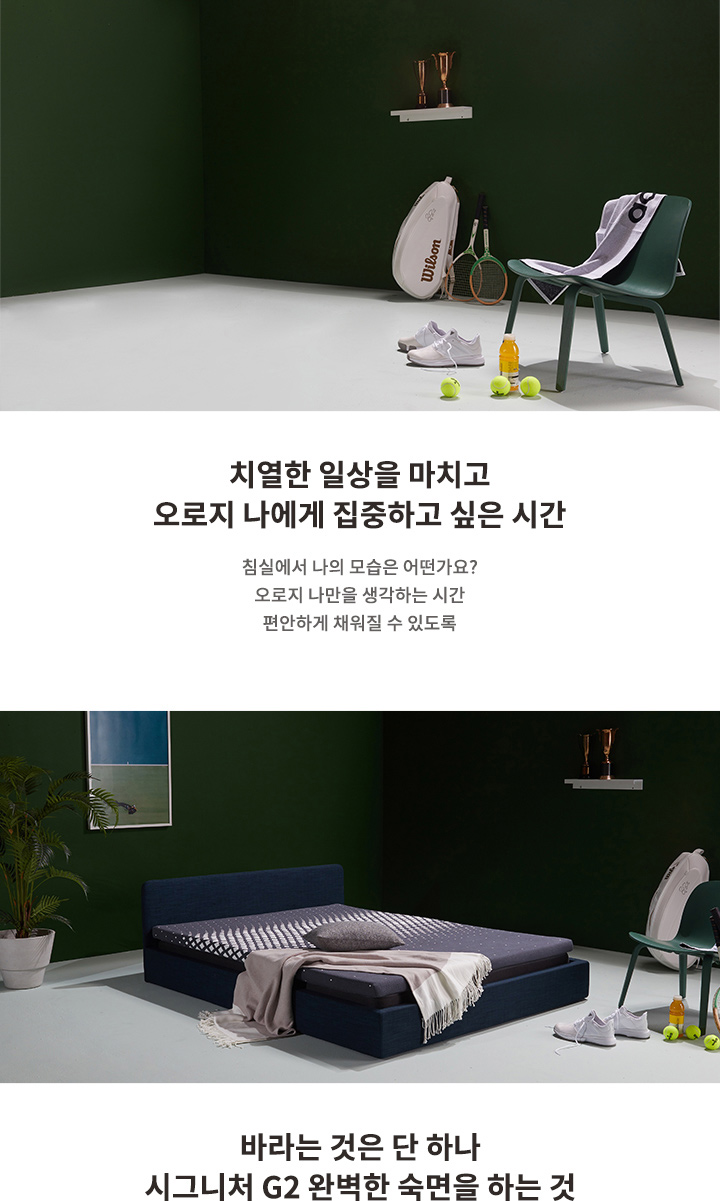 Wilson
치열한 일상을 마치고
오로지 나에게 집중하고 싶은 시간
침실에서 나의 모습은 어떤가요?
오로지 나만을 생각하는 시간
편안하게 채워질 수 있도록
바라는 것은 단 하나
시그니처 G2 완벽한 숙면을 하는 것